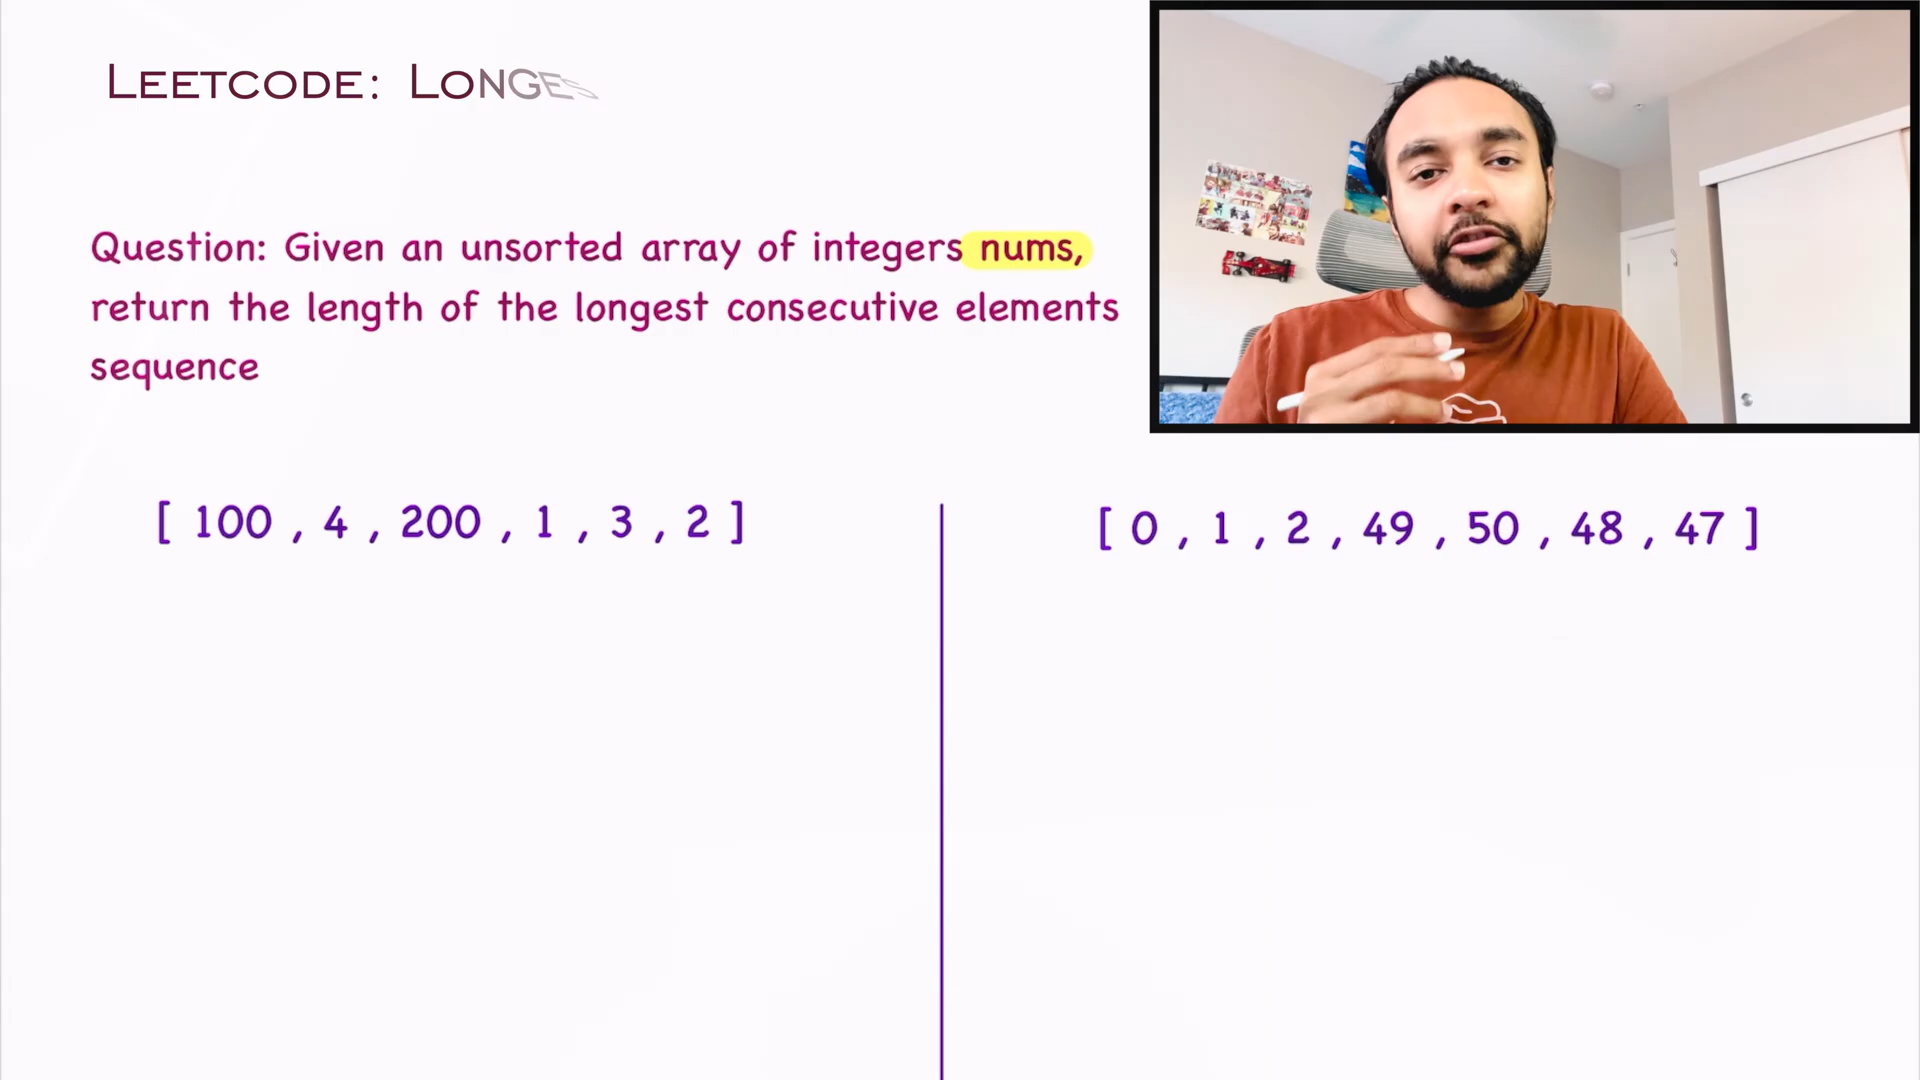 LEETCODE: LONGES
Question: Given an unsorted array of integers nums,
return the length of the longest consecutive elements
sequence
[ 100 , 4 , 200 , 1 , 3 , 2 ]
[ 0 , 1 , 2 , 49 , 50 , 48 , 47 ]